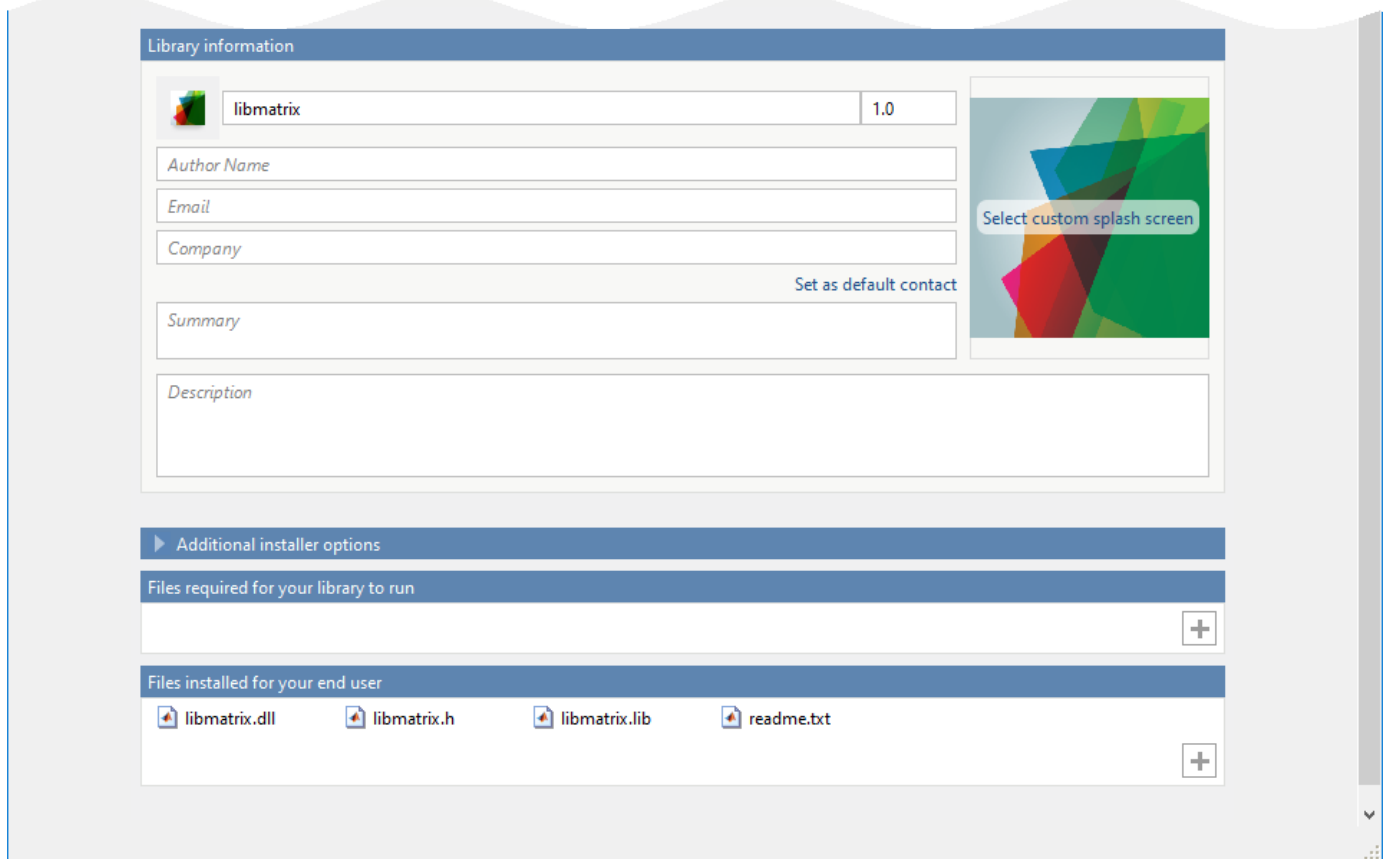 Library information
libmatrix 1.0
Author Name
Email
Company
Select custom splash screen
Set as default contact
Summary
Description
Additional installer options
Files required for your library to run
Files installed for your end user
libmatrix.dll libmatrix.h libmatrix.lib readme.txt